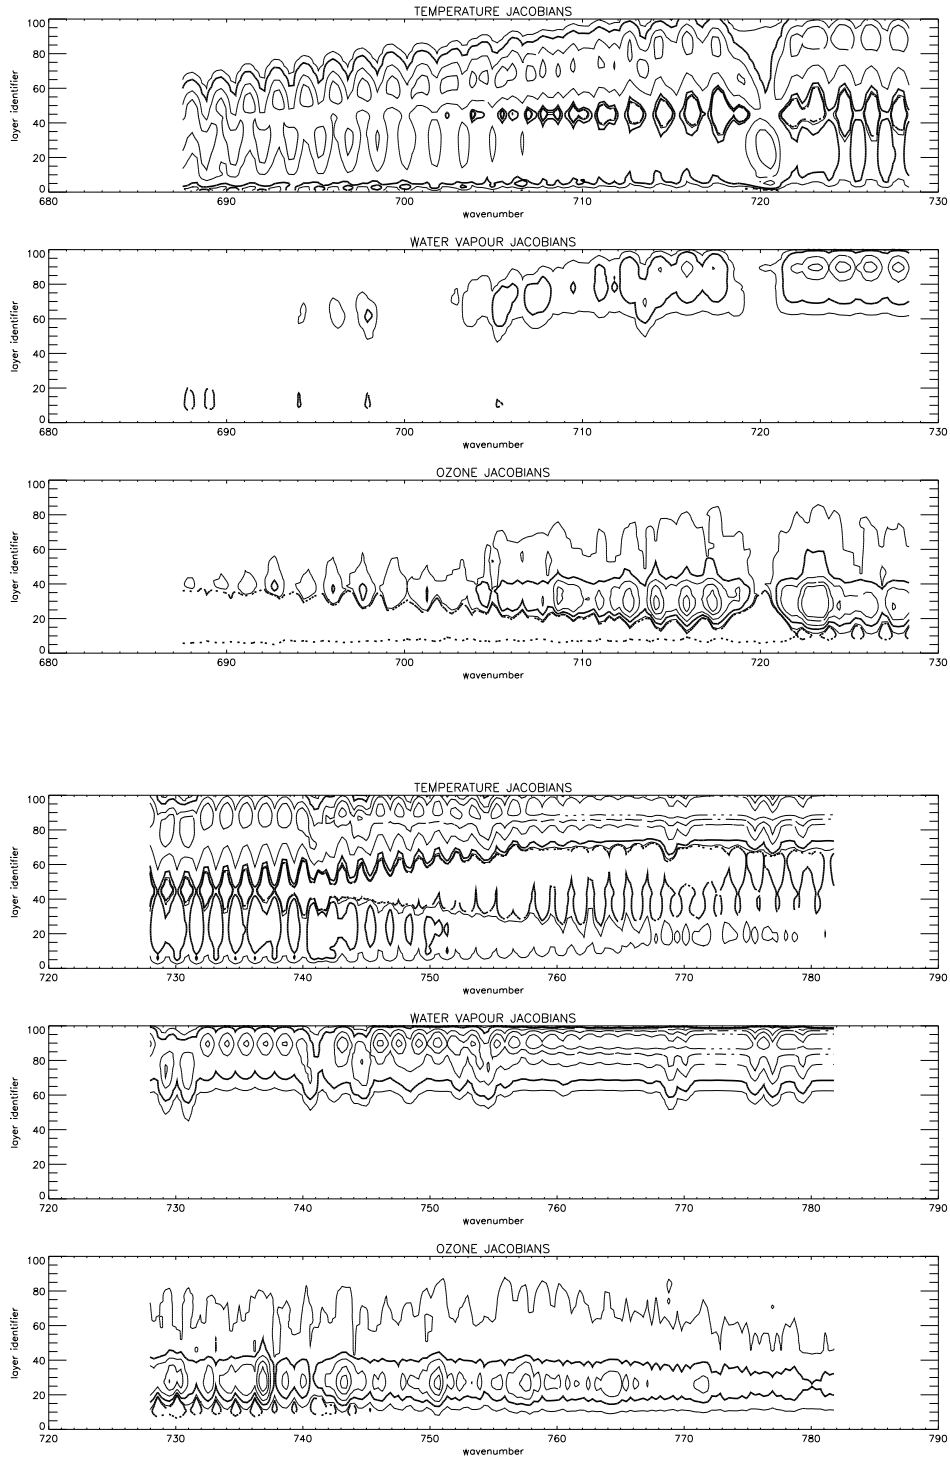 TEMPERATURE JACOBIANS
100
80
60
40
20
0
layer identifier
680 690 700 710 720 730
wavenumber
WATER VAPOUR JACOBIANS
100
80
60
40
20
0
layer identifier
680 690 700 710 720 730
wavenumber
OZONE JACOBIANS
100
80
60
40
20
0
layer identifier
680 690 700 710 720 730
wavenumber
TEMPERATURE JACOBIANS
100
80
60
40
20
0
layer identifier
720 730 740 750 760 770 780 790
wavenumber
WATER VAPOUR JACOBIANS
100
80
60
40
20
0
layer identifier
720 730 740 750 760 770 780 790
wavenumber
OZONE JACOBIANS
100
80
60
40
20
0
layer identifier
720 730 740 750 760 770 780 790
wavenumber